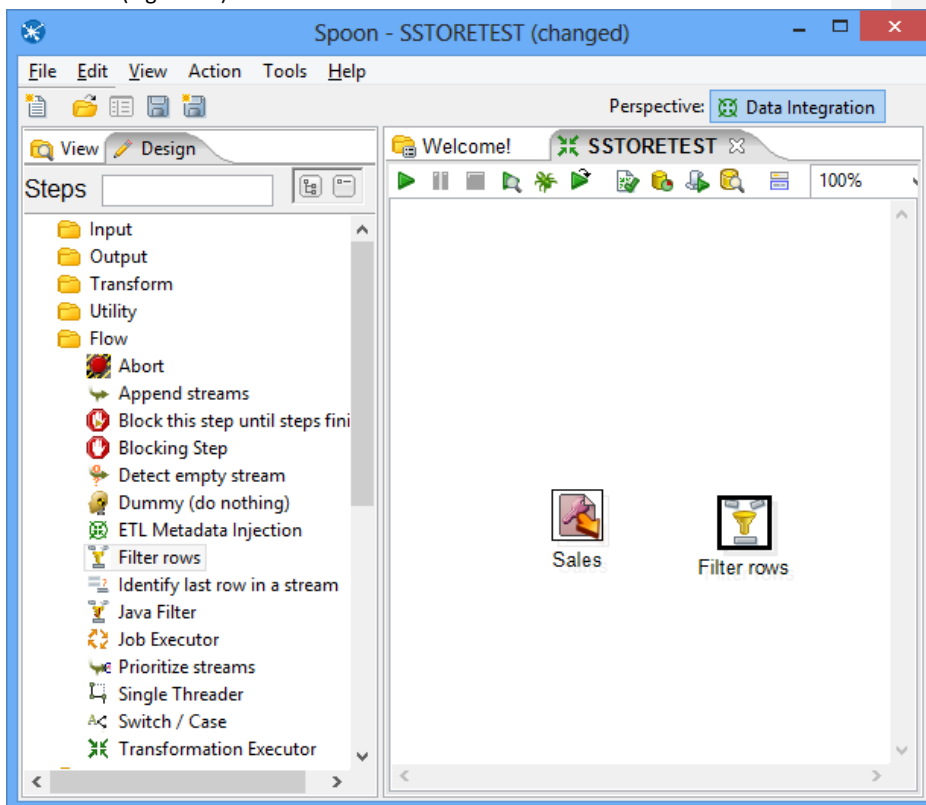 Spoon - SSTORETEST (changed)
File Edit View Action Tools Help
Perspective: Data Integration
View Design
Welcome! SSTORETEST
Steps
100%
Input
Output
Transform
Utility
Flow
Abort
Append streams
Block this step until steps fini
Blocking Step
Detect empty stream
Dummy (do nothing)
ETL Metadata Injection
Filter rows
Identify last row in a stream
Java Filter
Job Executor
Prioritize streams
Single Threader
Switch / Case
Transformation Executor
Sales
Filter rows